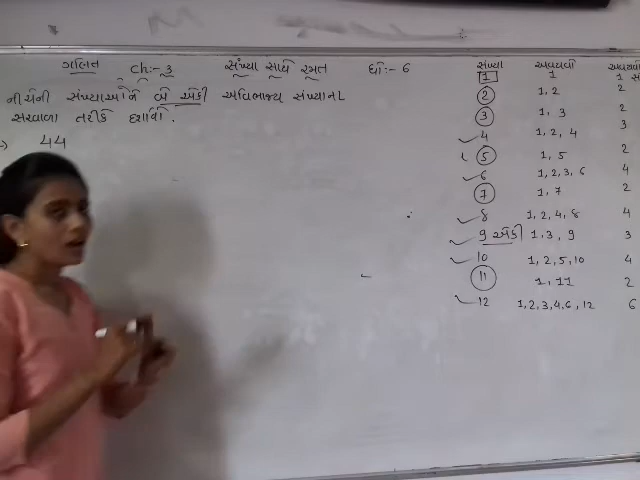 ગણિત ch:- 3 સંખ્યા સાથે રમત ધો:- 6
નીચેની સંખ્યાઓને બે એકી અવિભાજ્ય સંખ્યાના
સરવાળા તરીકે દર્શાવો.
) 44
સંખ્યા અવયવો અવયવો
1 1 1
2 1, 2 2
3 1, 3 2
4 1, 2, 4 3
5 1, 5 2
6 1, 2, 3, 6 4
7 1, 7 2
8 1, 2, 4, 8 4
9 એકી 1, 3, 9 3
10 1, 2, 5, 10 4
11 1, 11 2
12 1, 2, 3, 4, 6, 12 6